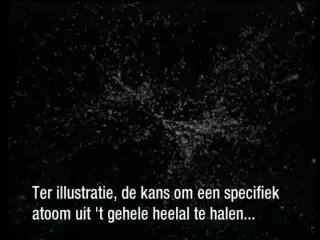 Ter illustratie, de kans om een specifiek
atoom uit 't gehele heelal te halen...